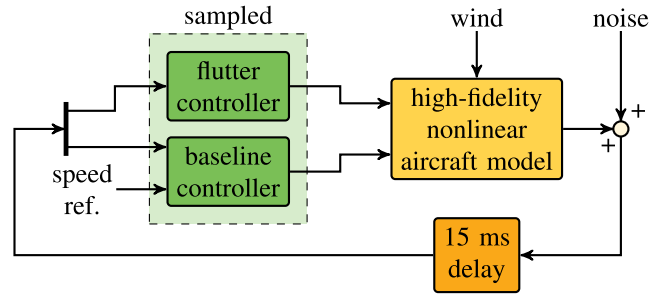 sampled
wind
noise
flutter
controller
high-fidelity
nonlinear
aircraft model
+
+
baseline
controller
speed
ref.
15 ms
delay